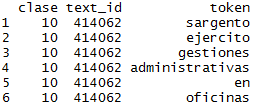 clase text_id token
1 10 414062 sargento
2 10 414062 ejercito
3 10 414062 gestiones
4 10 414062 administrativas
5 10 414062 en
6 10 414062 oficinas